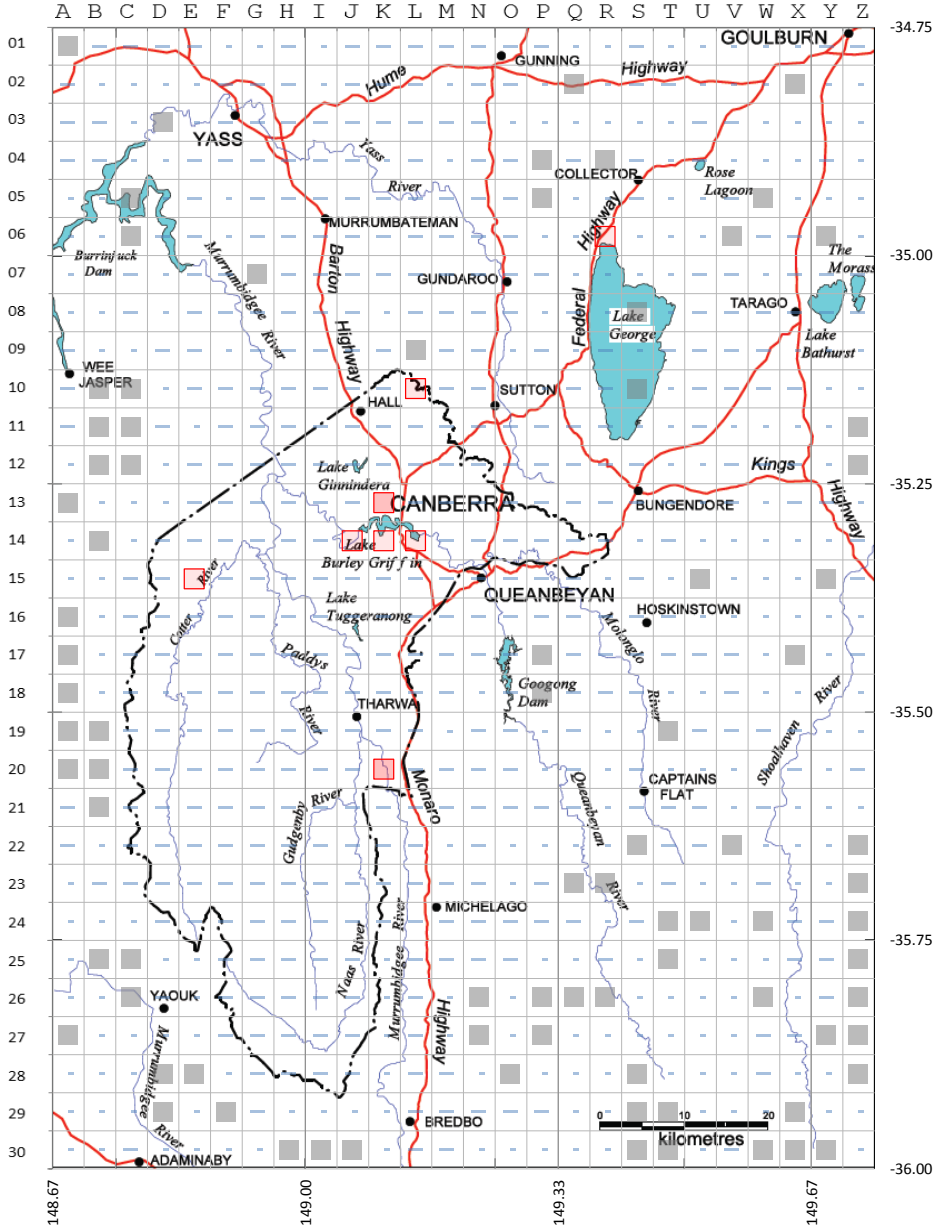 A B C D E F G H I J K L M N O P Q R S T U V W X Y Z
01
02
03
04
05
06
07
08
09
10
11
12
13
14
15
16
17
18
19
20
21
22
23
24
25
26
27
28
29
30
-34.75
-35.00
-35.25
-35.50
-35.75
-36.00
148.67
149.00
149.33
149.67
GOULBURN
GUNNING
Hume
Highway
YASS
Yass
River
COLLECTOR
Rose
Lagoon
MURRUMBATEMAN
Burrinjuck
Dam
Murrumbidgee
River
Barton
Highway
GUNDAROO
Federal
Highway
The
Morass
TARAGO
Lake
Bathurst
Lake
George
WEE
JASPER
HALL
SUTTON
Lake
Ginnindera
Kings
Highway
CANBERRA
BUNGENDORE
Lake
Burley Griffin
Cotter
River
QUEANBEYAN
HOSKINSTOWN
Lake
Tuggeranong
Molonglo
River
Paddys
River
Googong
Dam
THARWA
Shoalhaven
River
Monaro
Highway
CAPTAINS
FLAT
Gudgenby
River
Queanbeyan
River
MICHELAGO
Naas
River
Murrumbidgee
River
YAOUK
Murrumbidgee
River
BREDBO
ADAMINABY
0 10 20
kilometres